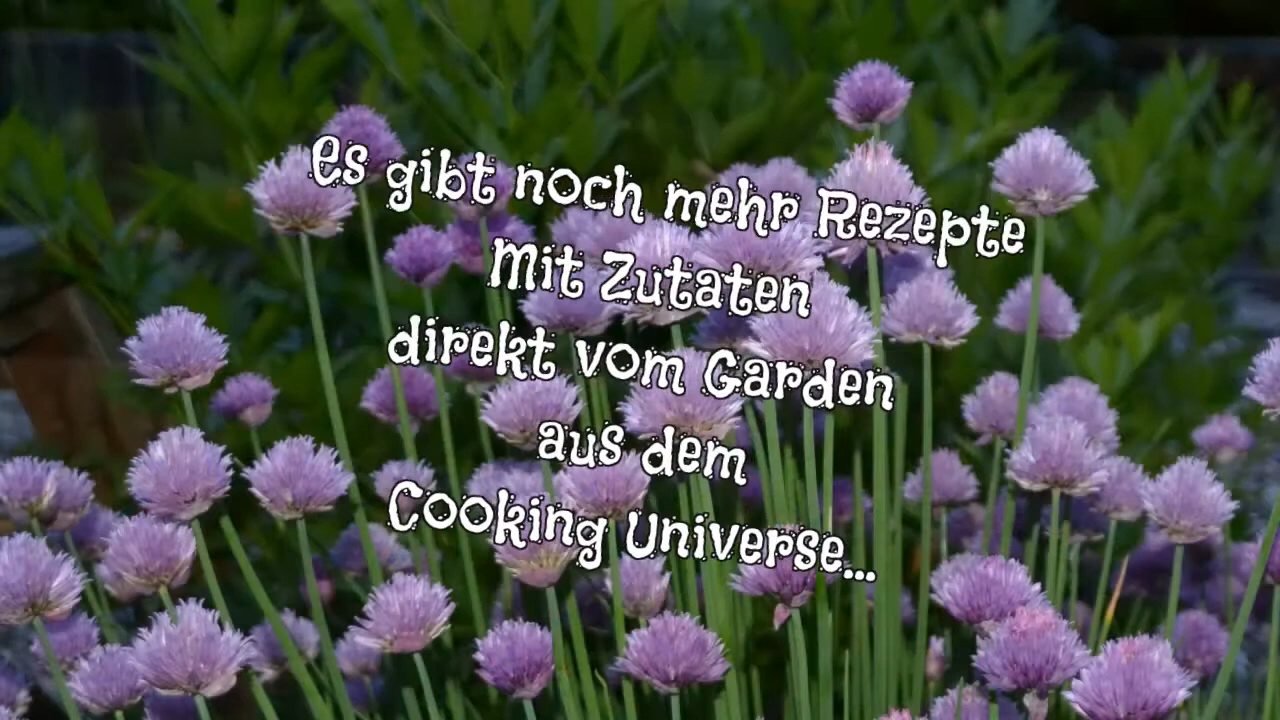 Es gibt noch mehr Rezepte
Mit Zutaten
direkt vom Garden
aus dem
Cooking Universe...